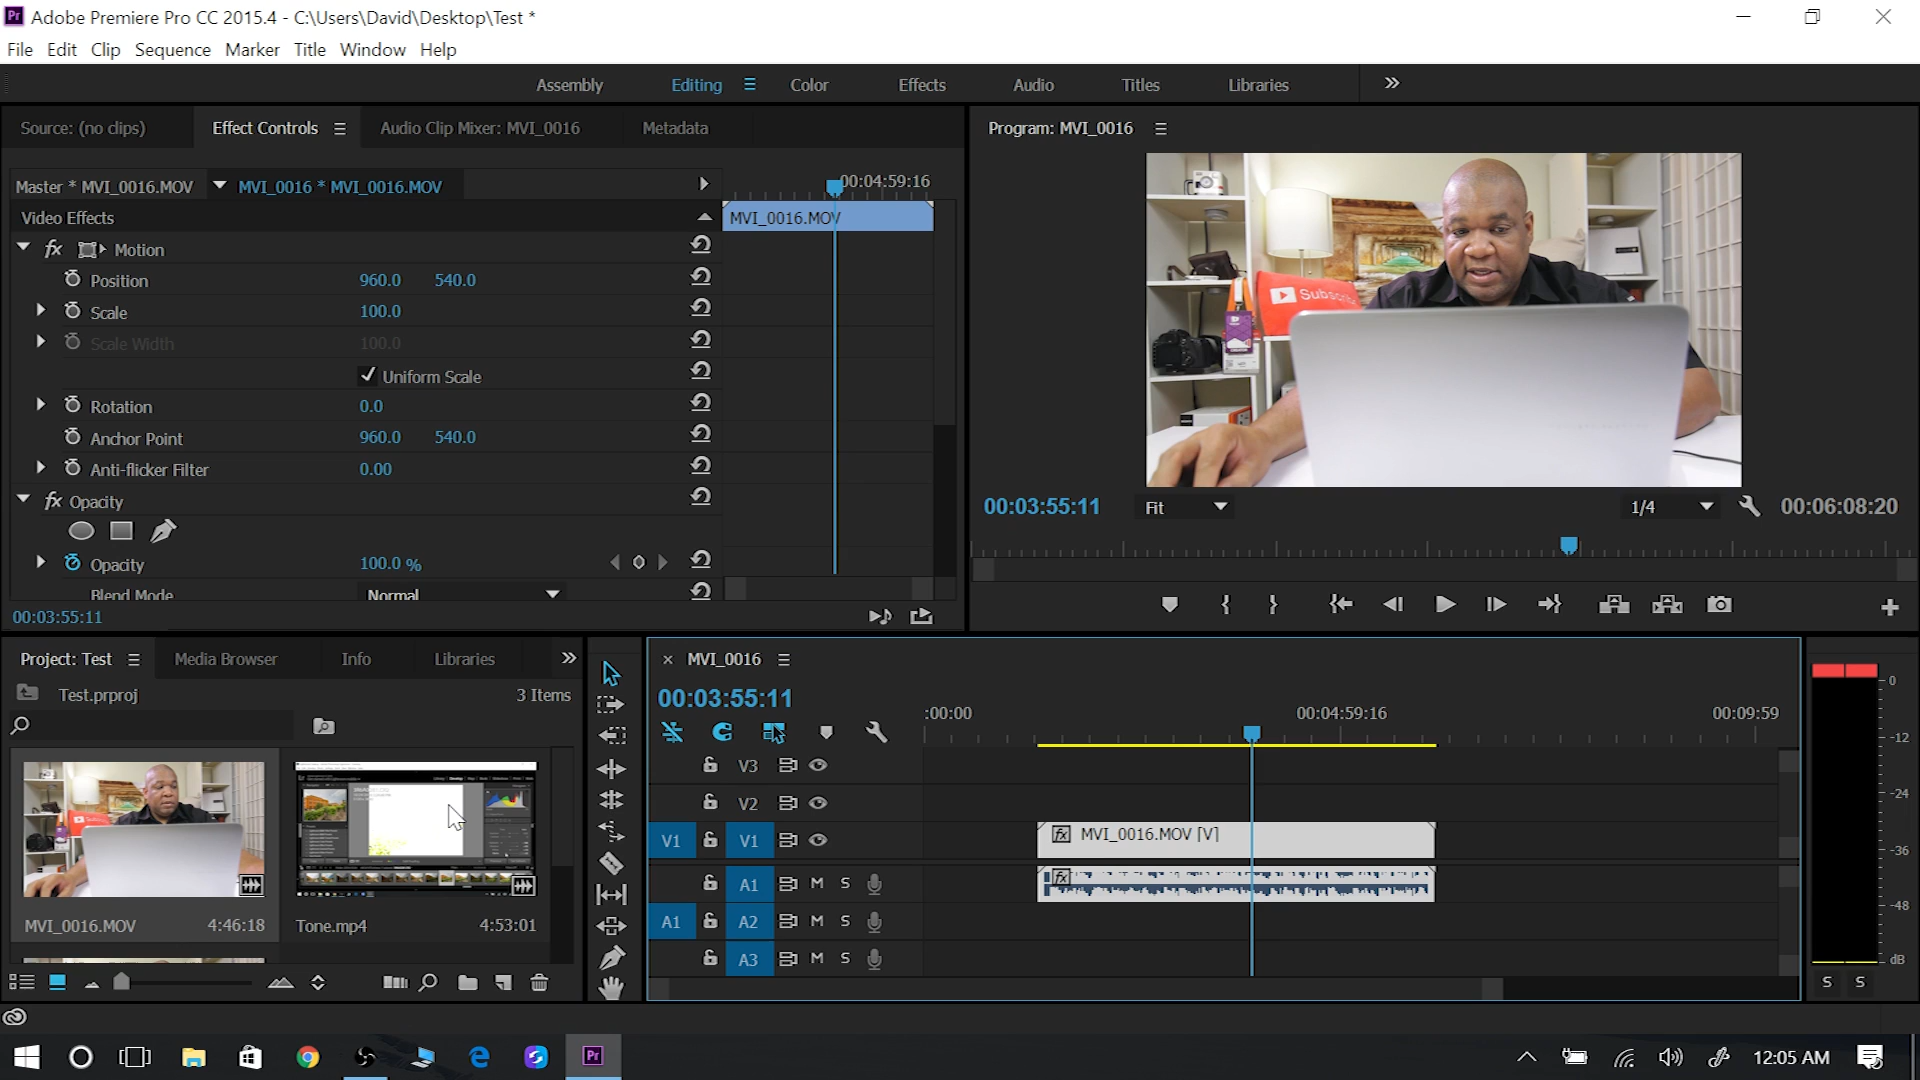 Adobe Premiere Pro CC 2015.4 - C:\Users\David\Desktop\Test *
File Edit Clip Sequence Marker Title Window Help
Assembly Editing Color Effects Audio Titles Libraries
Source: (no clips) Effect Controls Audio Clip Mixer: MVI_0016 Metadata
Program: MVI_0016
Master * MVI_0016.MOV MVI_0016 * MVI_0016.MOV
00:04:59:16
Video Effects
MVI_0016.MOV
fx Motion
Position 960.0 540.0
Scale 100.0
Scale Width 100.0
Uniform Scale
Rotation 0.0
Anchor Point 960.0 540.0
Anti-flicker Filter 0.00
fx Opacity
Opacity 100.0 %
Blend Mode Normal
00:03:55:11
00:03:55:11 Fit 1/4 00:06:08:20
Project: Test Media Browser Info Libraries
Test.prproj 3 Items
MVI_0016.MOV 4:46:18
Tone.mp4 4:53:01
MVI_0016
00:03:55:11
:00:00 00:04:59:16 00:09:59
V3
V2
V1 V1 fx MVI_0016.MOV [V]
A1 M S fx
A1 A2 M S
A3 M S
0
-12
-24
-36
-48
dB
S S
Pr 12:05 AM